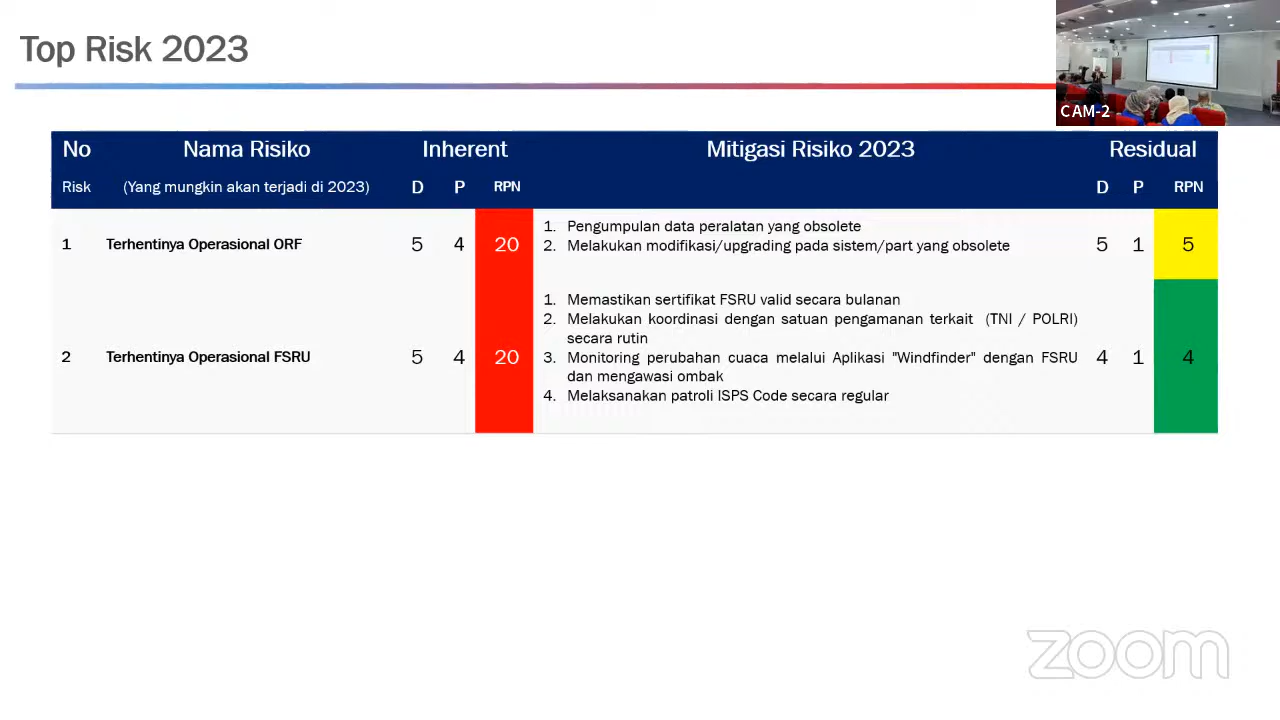 Top Risk 2023
CAM-2
No Nama Risiko Inherent Mitigasi Risiko 2023 Residual
Risk (Yang mungkin akan terjadi di 2023) D P RPN D P RPN
1 Terhentinya Operasional ORF 5 4 20 5 1 5
1. Pengumpulan data peralatan yang obsolete
2. Melakukan modifikasi/upgrading pada sistem/part yang obsolete
2 Terhentinya Operasional FSRU 5 4 20 4 1 4
1. Memastikan sertifikat FSRU valid secara bulanan
2. Melakukan koordinasi dengan satuan pengamanan terkait (TNI / POLRI)
secara rutin
3. Monitoring perubahan cuaca melalui Aplikasi "Windfinder" dengan FSRU
dan mengawasi ombak
4. Melaksanakan patroli ISPS Code secara regular
zoom